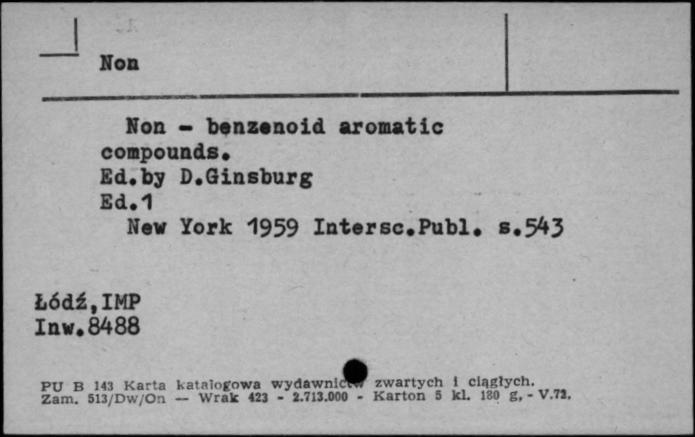 Non
Non - benzenoid aromatic
compounds.
Ed.by D.Ginsburg
Ed.1
New York 1959 Intersc.Publ. s.543
Łódź,IMP
Inw.8488
PU B 143 Karta katalogowa wydawnictw zwartych i ciągłych.
Zam. 513/Dw/On — Wrak 423 - 2.713.000 - Karton 5 kl. 180 g. - V.72.